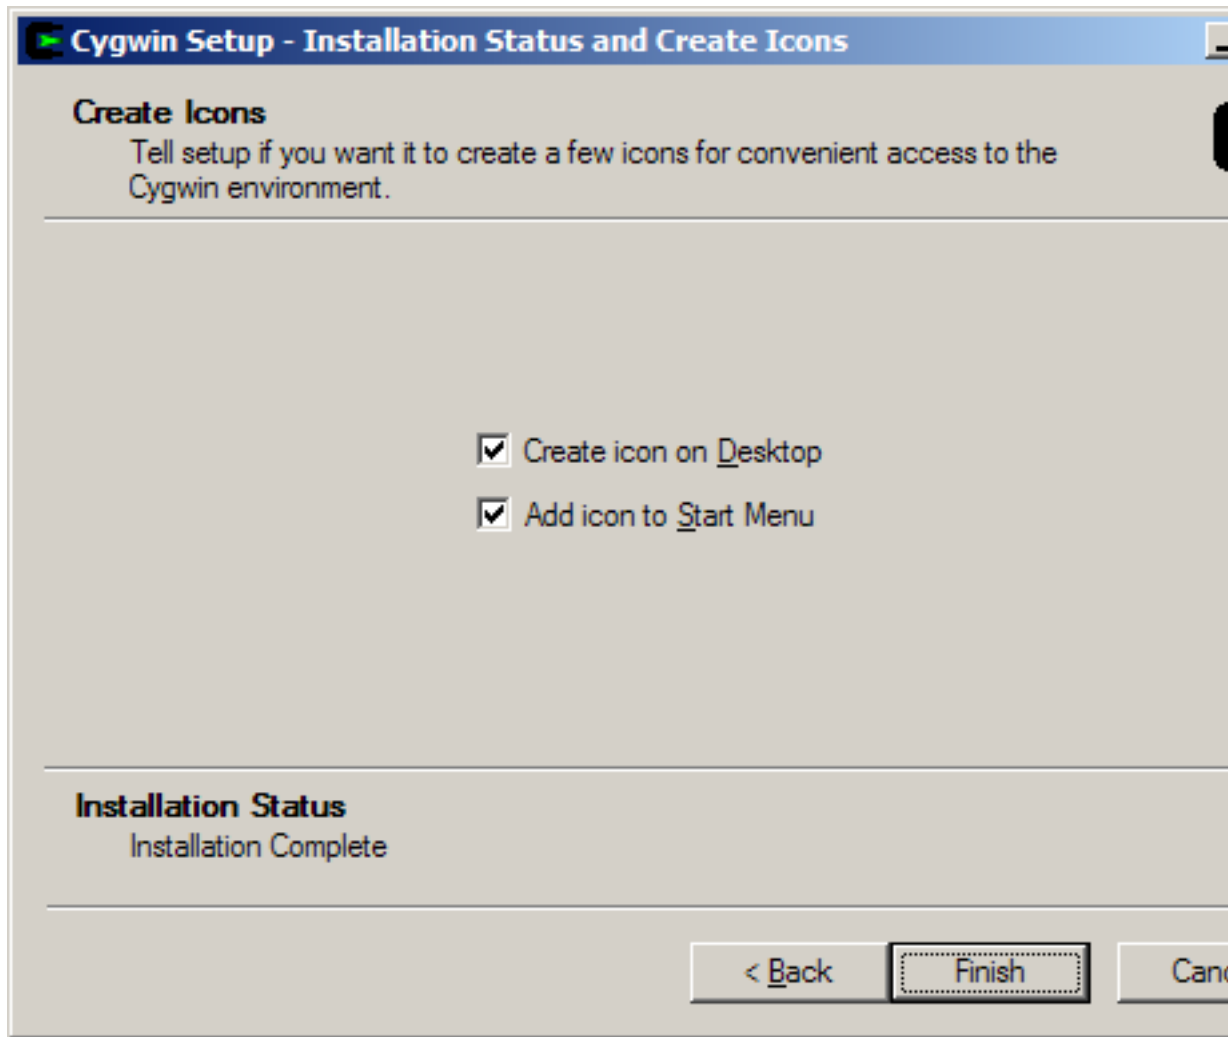 Cygwin Setup - Installation Status and Create Icons
Create Icons
Tell setup if you want it to create a few icons for convenient access to the
Cygwin environment.
Create icon on Desktop
Add icon to Start Menu
Installation Status
Installation Complete
< Back
Finish